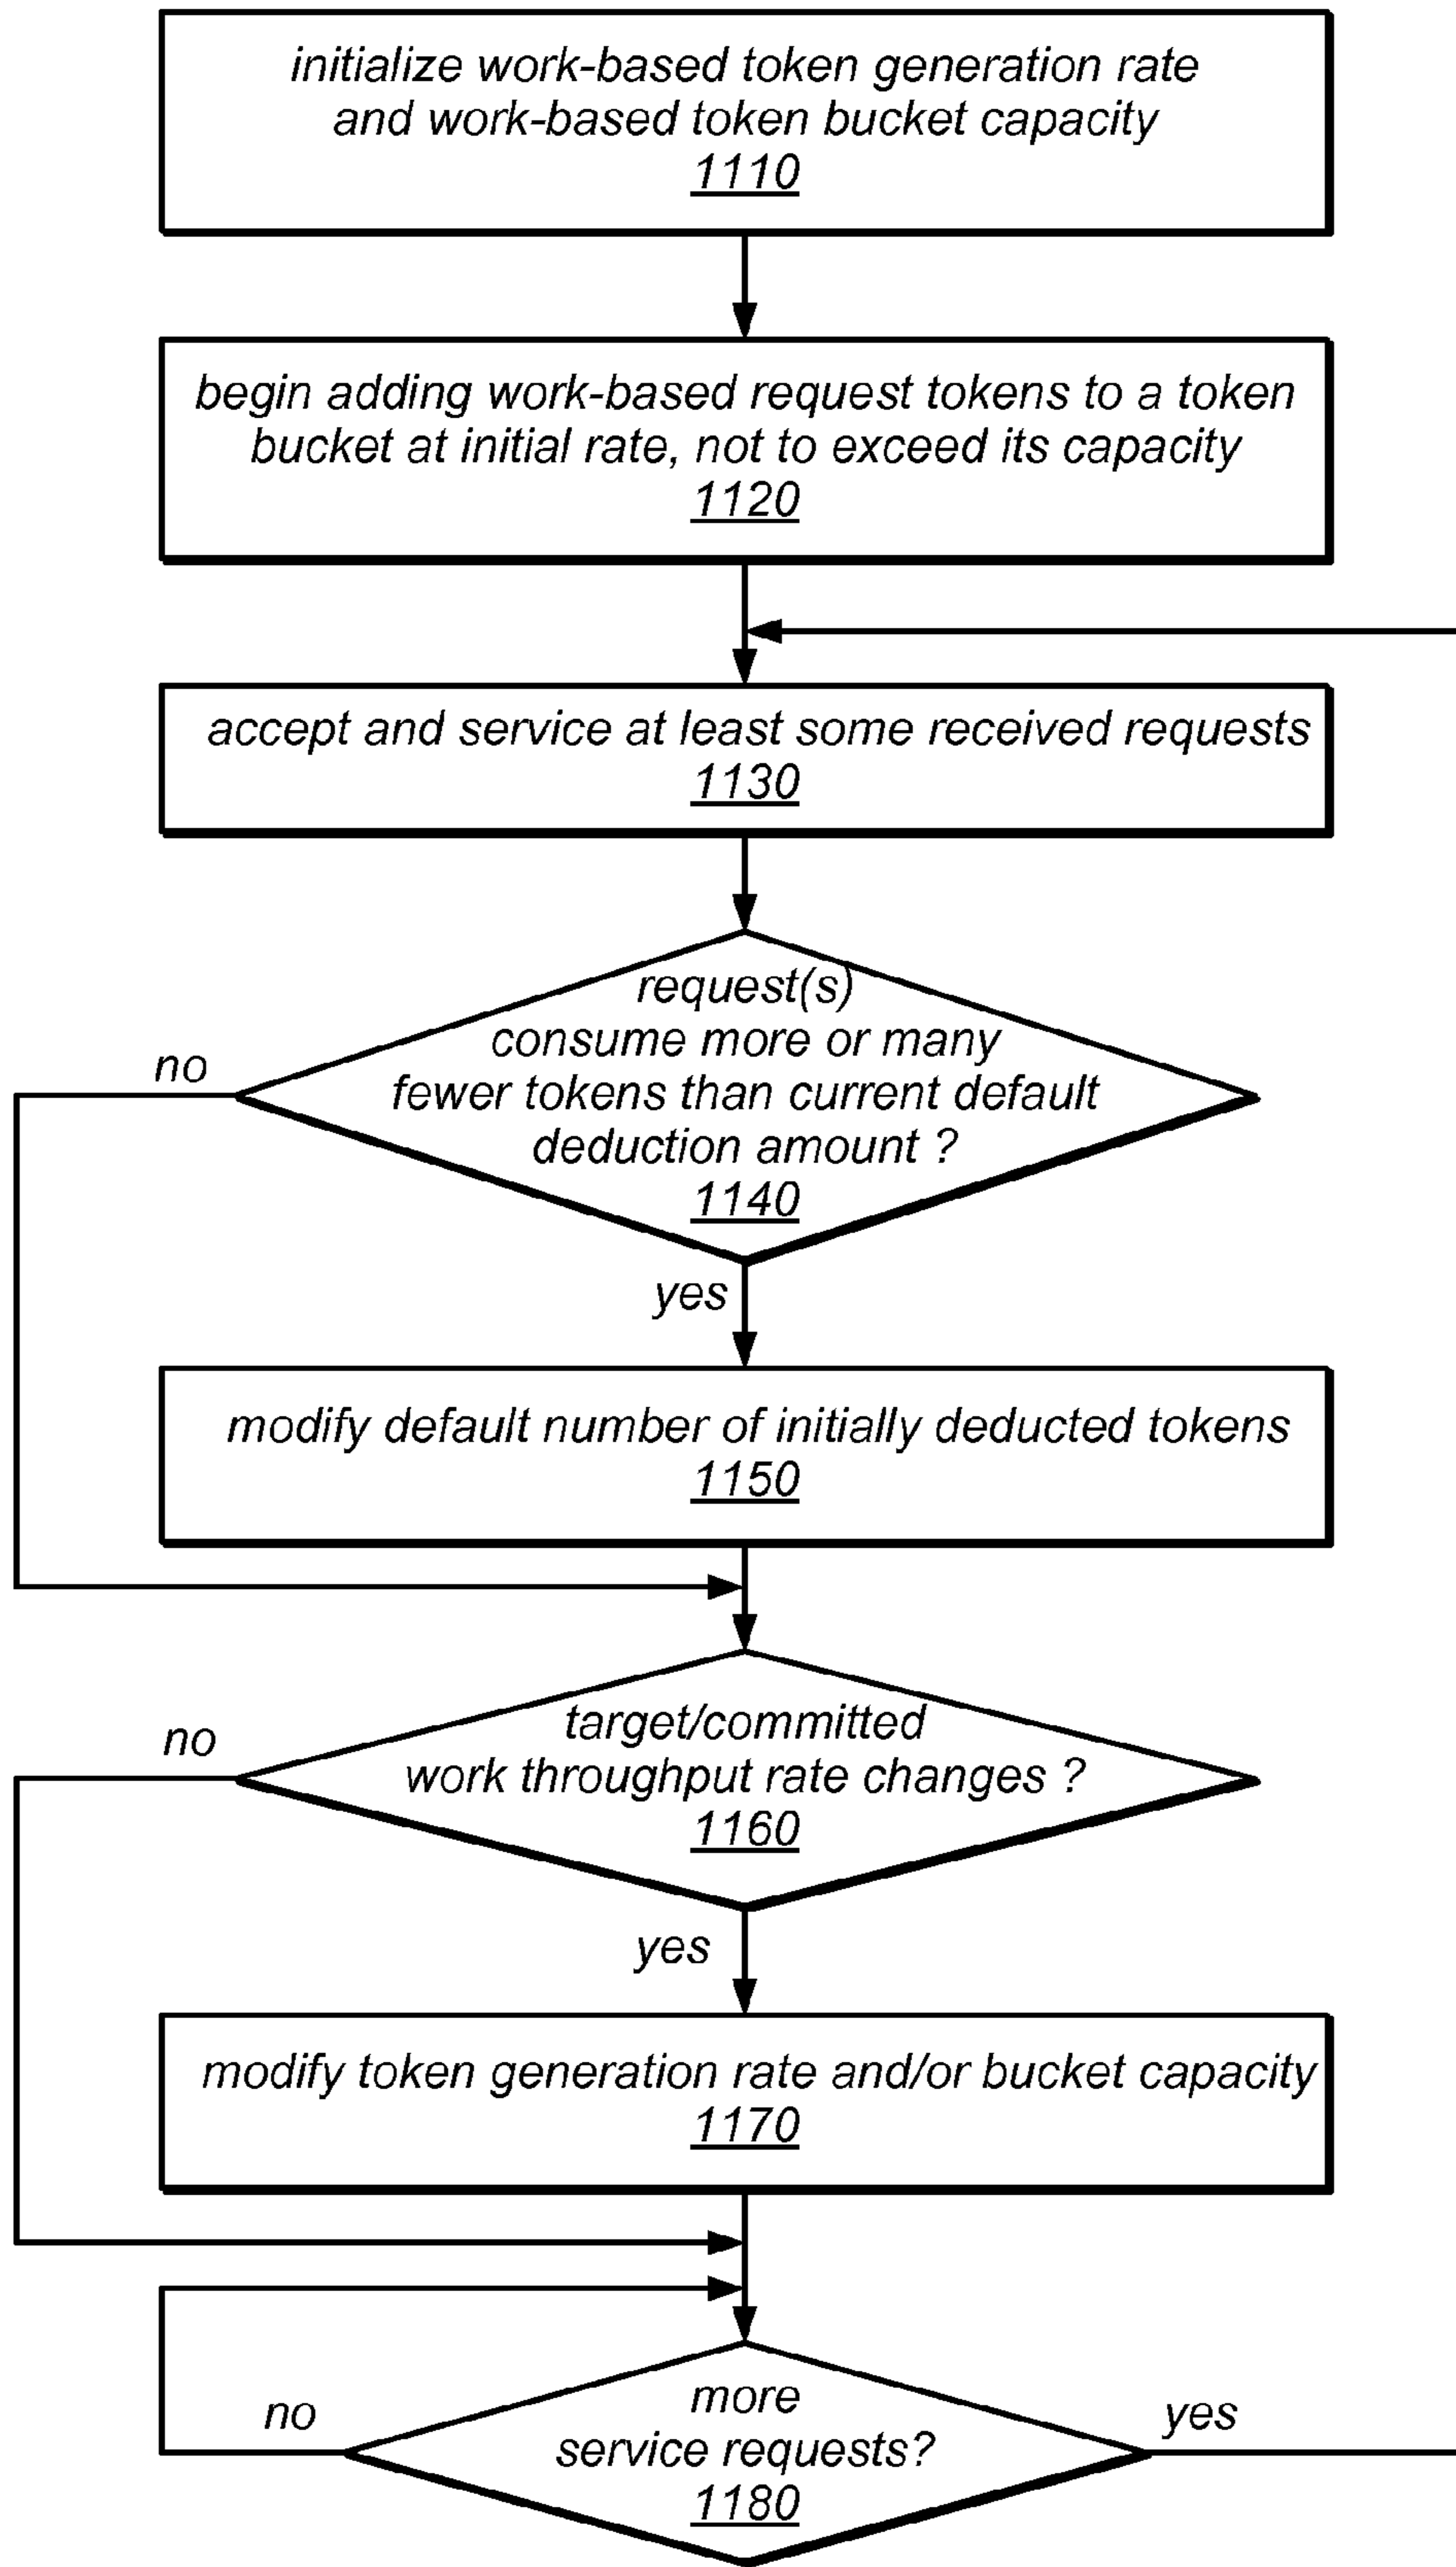 initialize work-based token generation rate
and work-based token bucket capacity
1110
begin adding work-based request tokens to a token
bucket at initial rate, not to exceed its capacity
1120
accept and service at least some received requests
1130
request(s)
consume more or many
fewer tokens than current default
deduction amount ?
1140
no
yes
modify default number of initially deducted tokens
1150
target/committed
work throughput rate changes ?
1160
no
yes
modify token generation rate and/or bucket capacity
1170
more
service requests?
1180
no
yes